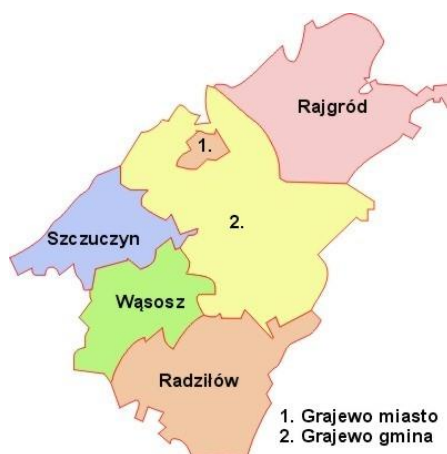 Rajgród
1.
2.
Szczuczyn
Wąsosz
Radziłów
1. Grajewo miasto
2. Grajewo gmina